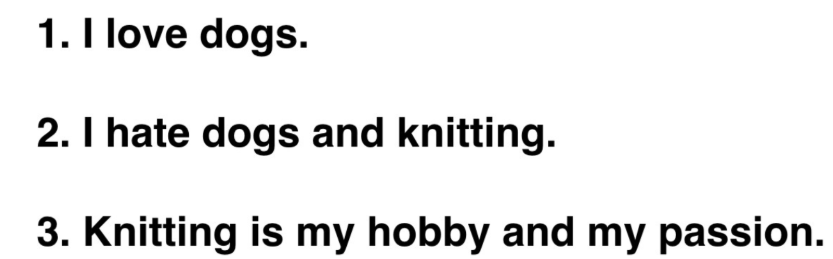 1. I love dogs.
2. I hate dogs and knitting.
3. Knitting is my hobby and my passion.